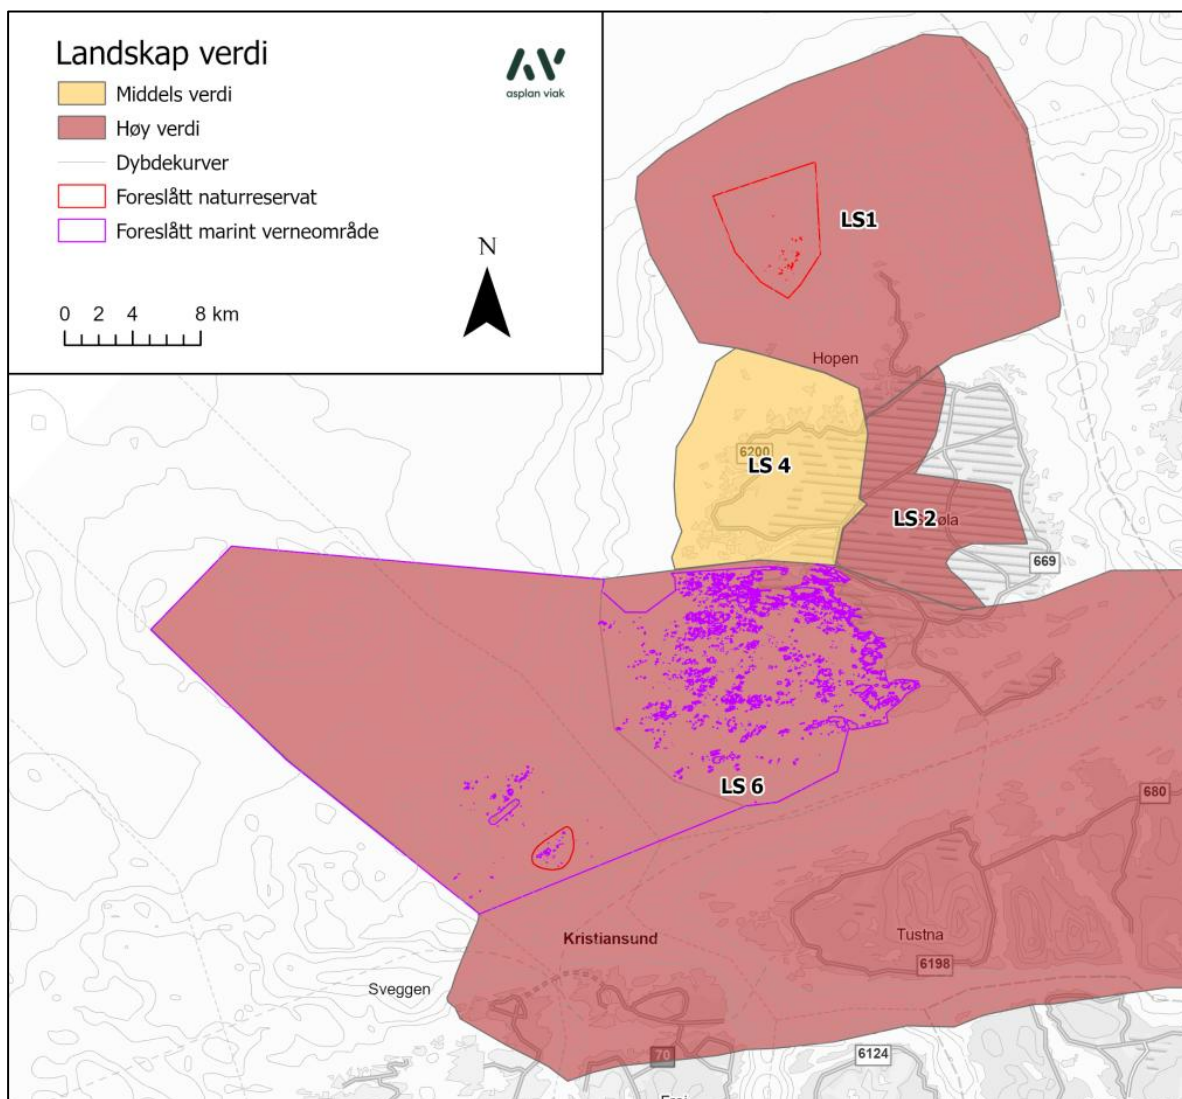 Landskap verdi
asplan viak
Middels verdi
Høy verdi
Dybdekurver
Foreslått naturreservat
Foreslått marint verneområde
N
0 2 4 8 km
LS1
Hopen
6200
LS 4
LS 2
669
LS 6
680
Kristiansund
Tustna
6198
Sveggen
70
6124